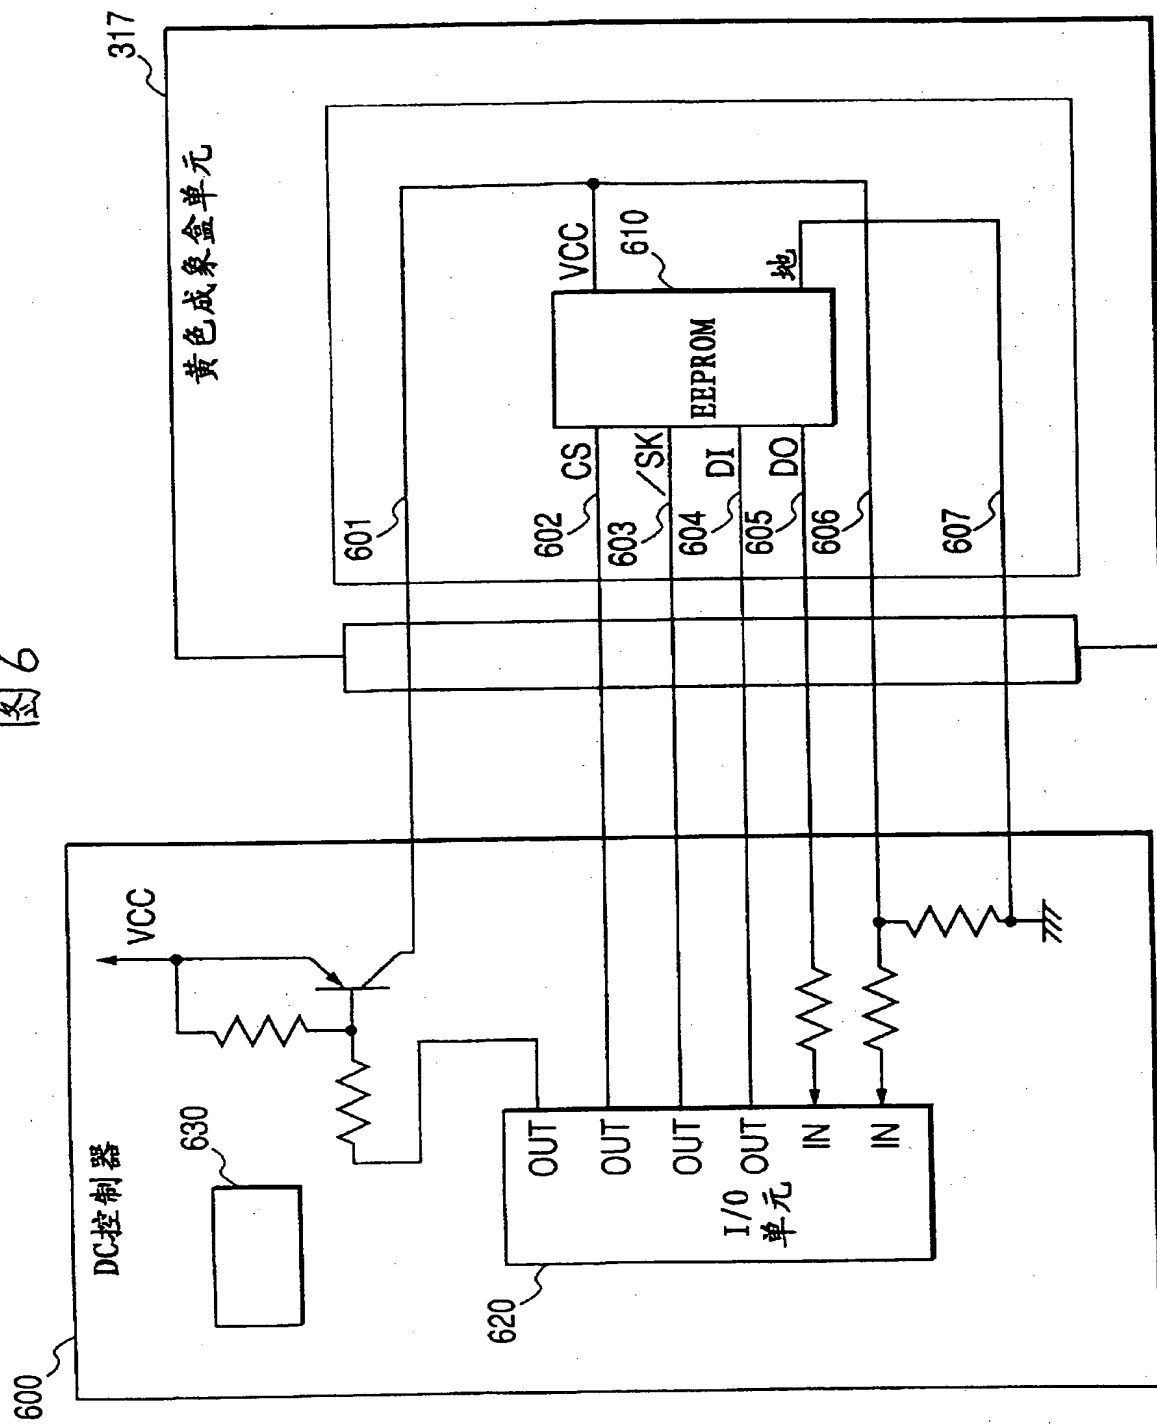 图6
600
DC控制器
630
VCC
620
I/O
单元
OUT
OUT
OUT
OUT
IN
IN
317
黄色成象盒单元
601
602
CS
603
/SK
604
DI
605
DO
606
607
EEPROM
610
VCC
地